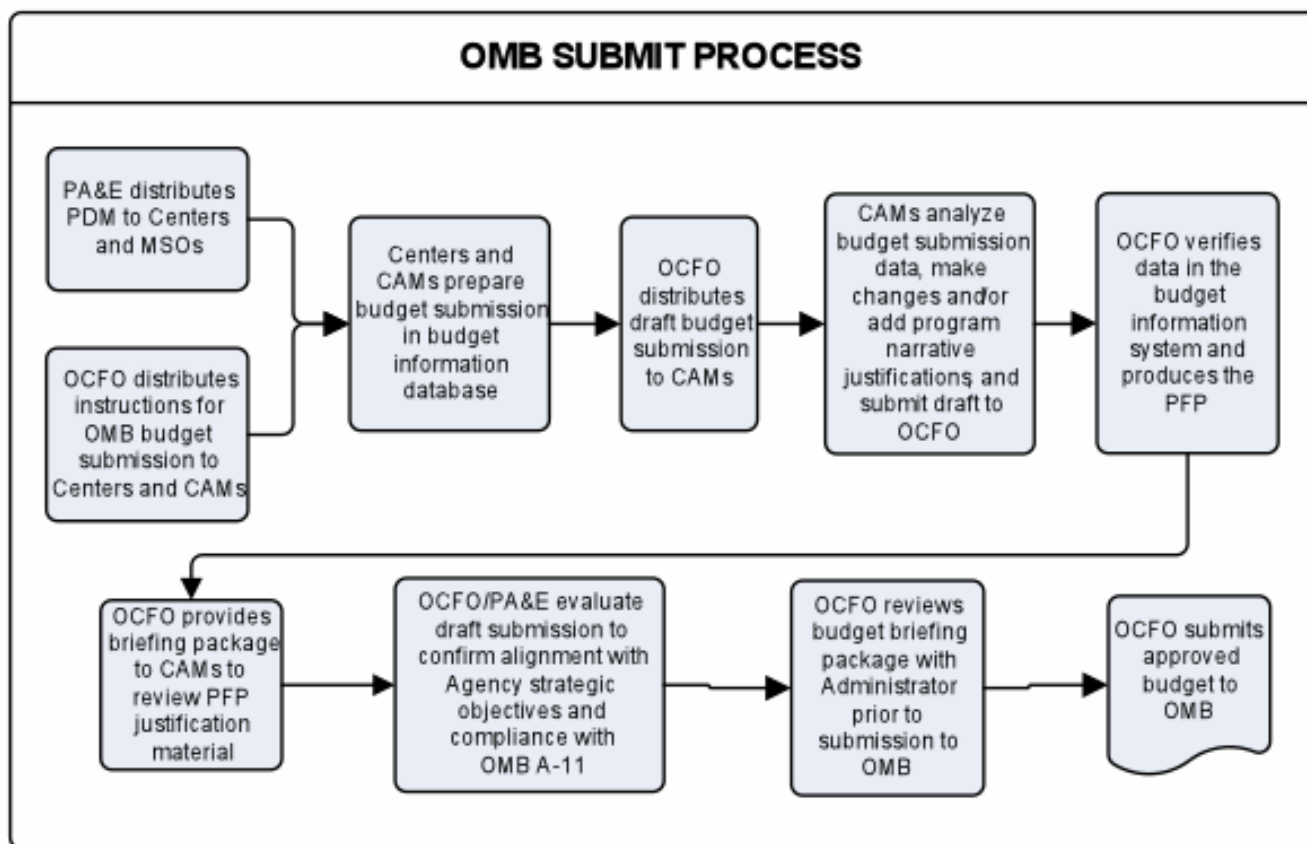 OMB SUBMIT PROCESS
PA&E distributes
PDM to Centers
and MSOs
OCFO distributes
instructions for
OMB budget
submission to
Centers and CAMs
Centers and
CAMs prepare
budget submission
in budget
information
database
OCFO
distributes
draft budget
submission
to CAMs
CAMs analyze
budget submission
data, make
changes and/or
add program
narrative
justifications, and
submit draft to
OCFO
OCFO verifies
data in the
budget
information
system and
produces the
PFP
OCFO provides
briefing package
to CAMs to
review PFP
justification
material
OCFO/PA&E evaluate
draft submission to
confirm alignment with
Agency strategic
objectives and
compliance with
OMB A-11
OCFO reviews
budget briefing
package with
Administrator
prior to
submission to
OMB
OCFO submits
approved
budget to
OMB